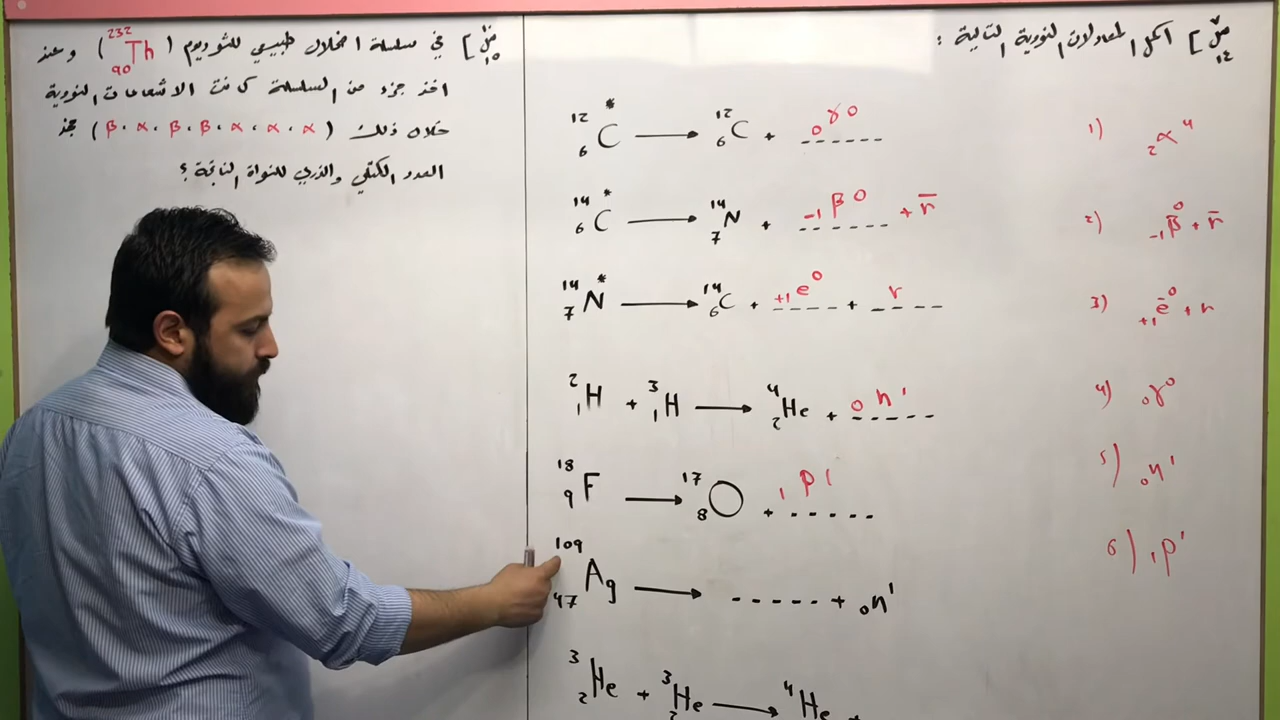 س١٢] اكمل المعادلات النووية التالية :
¹²₆C* → ¹²₆C + ₀γ⁰
¹⁴₆C* → ¹⁴₇N + ₋₁β⁰ + r̄
¹⁴₇N* → ¹⁴₆C + ₊₁e⁰ + r
²₁H + ³₁H → ⁴₂He + ₀n¹
¹⁸₉F → ¹⁷₈O + ₁P¹
¹⁰⁹₄₇Ag → ----- + ₀n¹
³₂He + ³₂He → ⁴He +
1) ₂α⁴
2) ₋₁β⁰ + r̄
3) ₊₁e⁰ + r
4) ₀γ⁰
5) ₀n¹
6) ₁p¹
س١٥] في سلسلة انحلال طبيعي للثوريوم (²³²₉₀Th) وعند
اخذ جزء من السلسلة كانت الاشعاعات النووية
خلال ذلك (β . α . β . β . α . α . α) جد
العدد الكتلي والذري للنواة الناتجة ؟